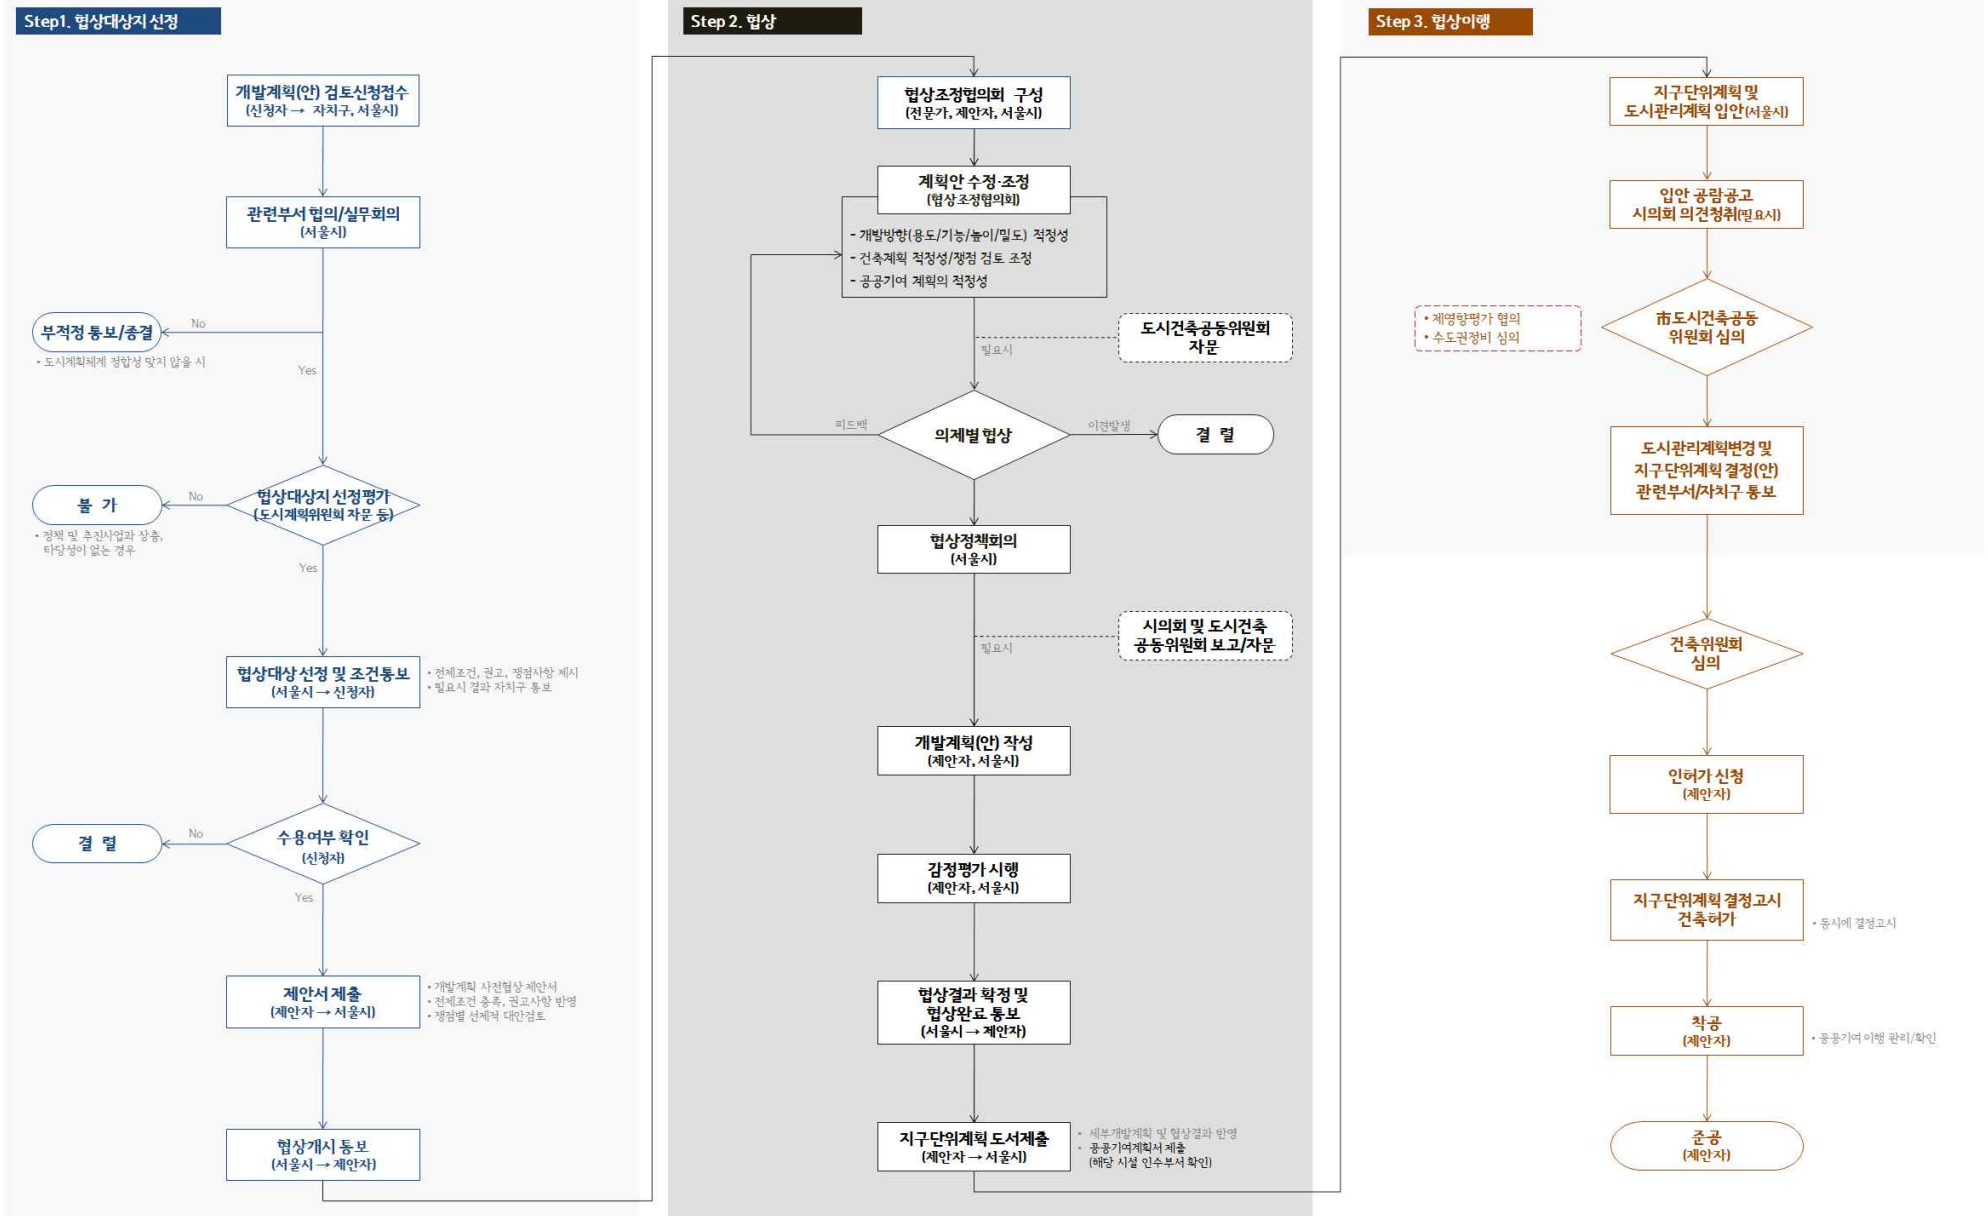 Step1. 협상대상지 선정
개발계획(안) 검토신청접수
(신청자 → 자치구, 서울시)
관련부서 협의/실무회의
(서울시)
No
부적정 통보/종결
• 도시계획체계 정합성 맞지 않을 시
Yes
협상대상지 선정평가
(도시계획위원회 자문 등)
No
불 가
• 정책 및 추진사업과 상충,
타당성이 없는 경우
Yes
협상대상 선정 및 조건통보
(서울시 → 신청자)
• 전제조건, 권고, 쟁점사항 제시
• 필요시 결과 자치구 통보
수용여부 확인
(신청자)
No
결 렬
Yes
제안서 제출
(제안자 → 서울시)
• 개발계획 사전협상 제안서
• 전제조건 충족, 권고사항 반영
• 쟁점별 선제적 대안검토
협상개시 통보
(서울시 → 제안자)
Step 2. 협상
협상조정협의회 구성
(전문가, 제안자, 서울시)
계획안 수정·조정
(협상조정협의회)
- 개발방향(용도/기능/높이/밀도) 적정성
- 건축계획 적정성/쟁점 검토 조정
- 공공기여 계획의 적정성
도시건축공동위원회
자문
필요시
의제별 협상
피드백
이견발생
결 렬
협상정책회의
(서울시)
시의회 및 도시건축
공동위원회 보고/자문
필요시
개발계획(안) 작성
(제안자, 서울시)
감정평가 시행
(제안자, 서울시)
협상결과 확정 및
협상완료 통보
(서울시 → 제안자)
지구단위계획 도서제출
(제안자 → 서울시)
• 세부개발계획 및 협상결과 반영
• 공공기여계획서 제출
(해당 시설 인수부서 확인)
Step 3. 협상이행
지구단위계획 및
도시관리계획 입안(서울시)
입안 공람공고
시의회 의견청취(필요시)
• 제영향평가 협의
• 수도권정비 심의
市도시건축공동
위원회 심의
도시관리계획변경 및
지구단위계획 결정(안)
관련부서/자치구 통보
건축위원회
심의
인허가 신청
(제안자)
지구단위계획 결정고시
건축허가
• 동시에 결정고시
착공
(제안자)
• 공공기여 이행 관리/확인
준공
(제안자)